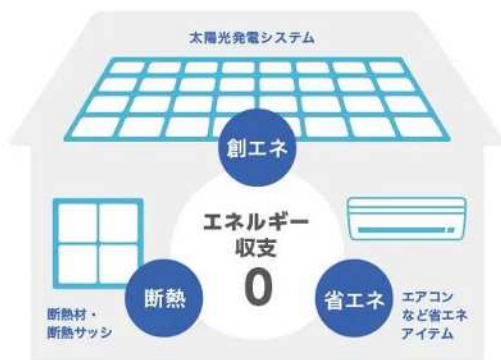 太陽光発電システム
創エネ
エネルギー
収支
0
断熱
省エネ
断熱材・
断熱サッシ
エアコン
など省エネ
アイテム